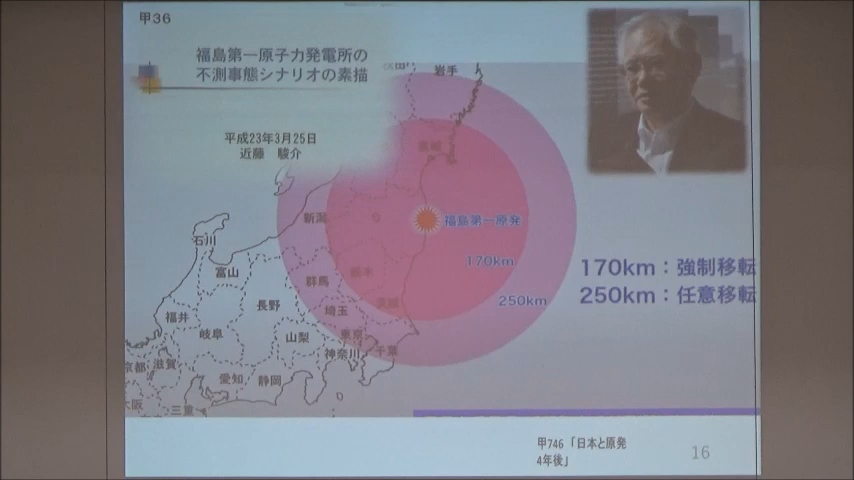 甲36
福島第一原子力発電所の
不測事態シナリオの素描
平成23年3月25日
近藤 駿介
岩手
宮城
新潟
福島第一原発
石川
170km
富山
栃木
群馬
250km
茨城
長野
埼玉
福井
岐阜
東京
山梨
神奈川
千葉
滋賀
愛知
静岡
三重
170km：強制移転
250km：任意移転
甲746「日本と原発
4年後」
16